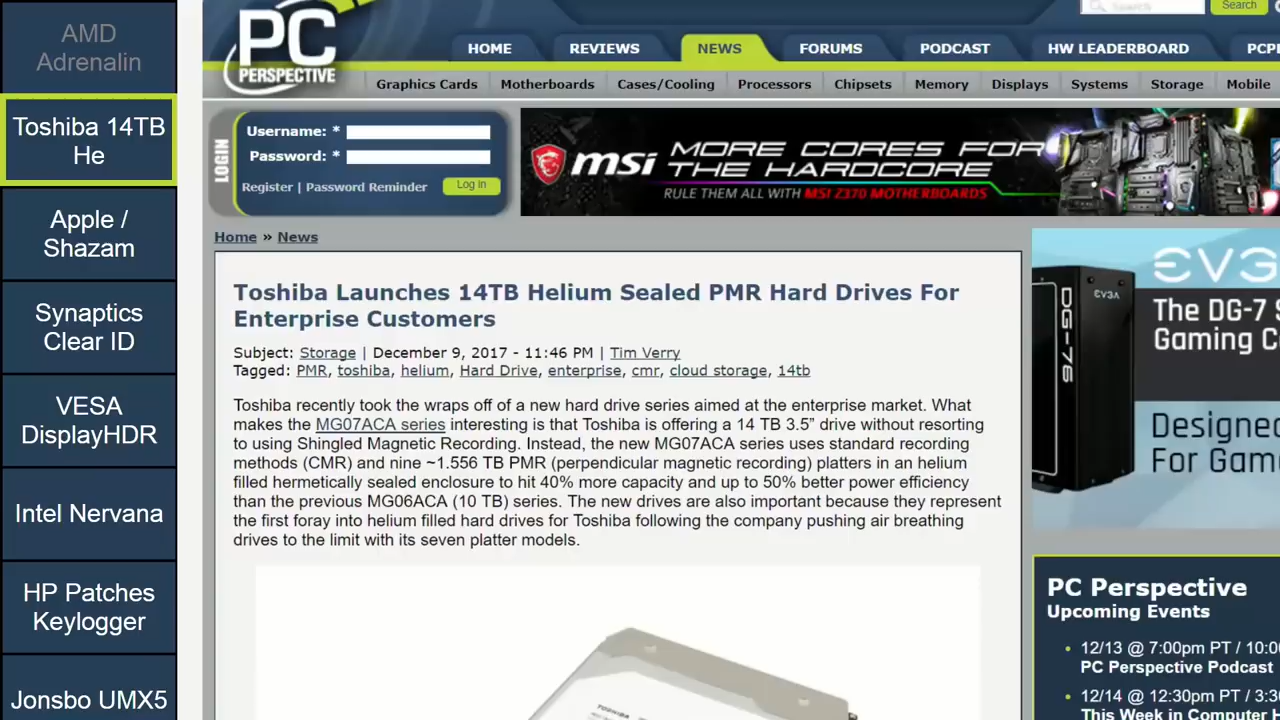 AMD
Adrenalin
Toshiba 14TB
He
Apple /
Shazam
Synaptics
Clear ID
VESA
DisplayHDR
Intel Nervana
HP Patches
Keylogger
Jonsbo UMX5
PC
PERSPECTIVE
Search
Search
HOME
REVIEWS
NEWS
FORUMS
PODCAST
HW LEADERBOARD
PCP
Graphics Cards
Motherboards
Cases/Cooling
Processors
Chipsets
Memory
Displays
Systems
Storage
Mobile
LOGIN
Username: *
Password: *
Register | Password Reminder
Log in
msi
MORE CORES FOR
THE HARDCORE
RULE THEM ALL WITH MSI Z370 MOTHERBOARDS
Home » News
Toshiba Launches 14TB Helium Sealed PMR Hard Drives For
Enterprise Customers
Subject: Storage | December 9, 2017 - 11:46 PM | Tim Verry
Tagged: PMR, toshiba, helium, Hard Drive, enterprise, cmr, cloud storage, 14tb
Toshiba recently took the wraps off of a new hard drive series aimed at the enterprise market. What
makes the MG07ACA series interesting is that Toshiba is offering a 14 TB 3.5” drive without resorting
to using Shingled Magnetic Recording. Instead, the new MG07ACA series uses standard recording
methods (CMR) and nine ~1.556 TB PMR (perpendicular magnetic recording) platters in an helium
filled hermetically sealed enclosure to hit 40% more capacity and up to 50% better power efficiency
than the previous MG06ACA (10 TB) series. The new drives are also important because they represent
the first foray into helium filled hard drives for Toshiba following the company pushing air breathing
drives to the limit with its seven platter models.
TOSHIBA
EVGA
DG-76
The DG-7
Gaming C
Designed
For Gam
PC Perspective
Upcoming Events
12/13 @ 7:00pm PT / 10:00
PC Perspective Podcast
12/14 @ 12:30pm PT / 3:30
This Week in Computer H